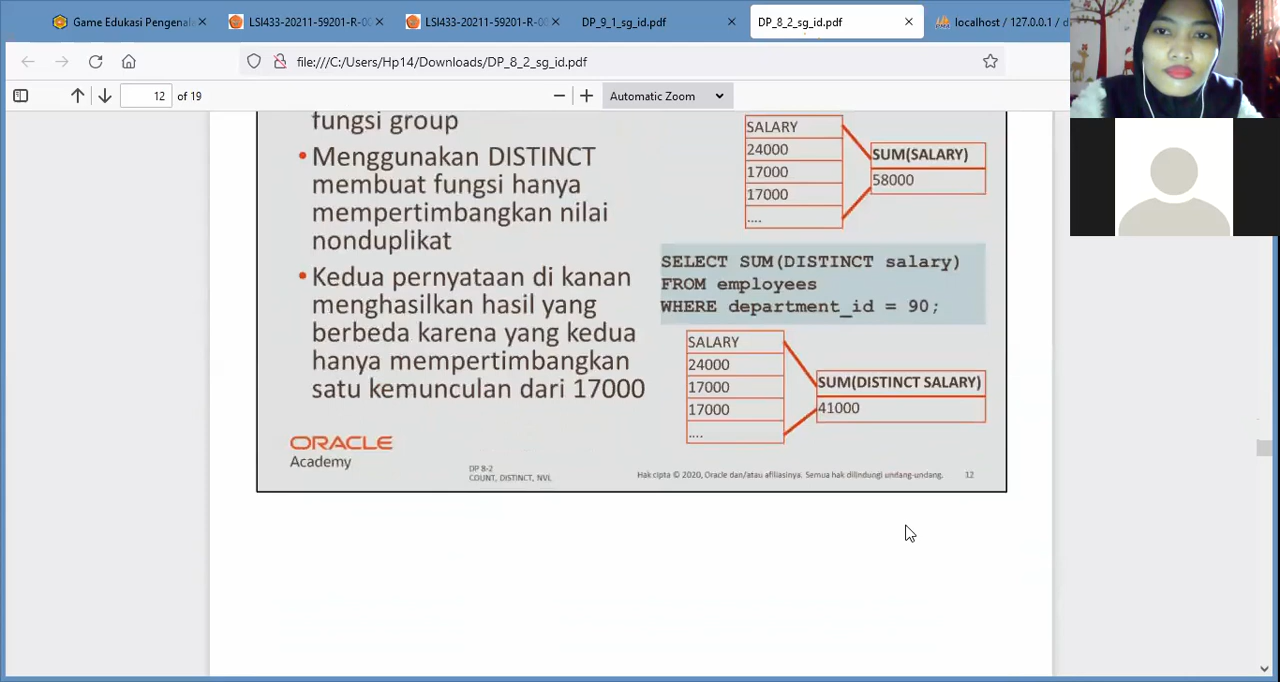 Game Edukasi Pengenala
LSI433-20211-59201-R-00
LSI433-20211-59201-R-00
DP_9_1_sg_id.pdf
DP_8_2_sg_id.pdf
localhost / 127.0.0.1 / d
file:///C:/Users/Hp14/Downloads/DP_8_2_sg_id.pdf
12 of 19
Automatic Zoom
fungsi group
• Menggunakan DISTINCT
membuat fungsi hanya
mempertimbangkan nilai
nonduplikat
• Kedua pernyataan di kanan
menghasilkan hasil yang
berbeda karena yang kedua
hanya mempertimbangkan
satu kemunculan dari 17000
SALARY
24000
17000
17000
....
SUM(SALARY)
58000
SELECT SUM(DISTINCT salary)
FROM employees
WHERE department_id = 90;
SALARY
24000
17000
17000
....
SUM(DISTINCT SALARY)
41000
ORACLE
Academy
DP 8-2
COUNT, DISTINCT, NVL
Hak cipta © 2020, Oracle dan/atau afiliasinya. Semua hak dilindungi undang-undang.
12